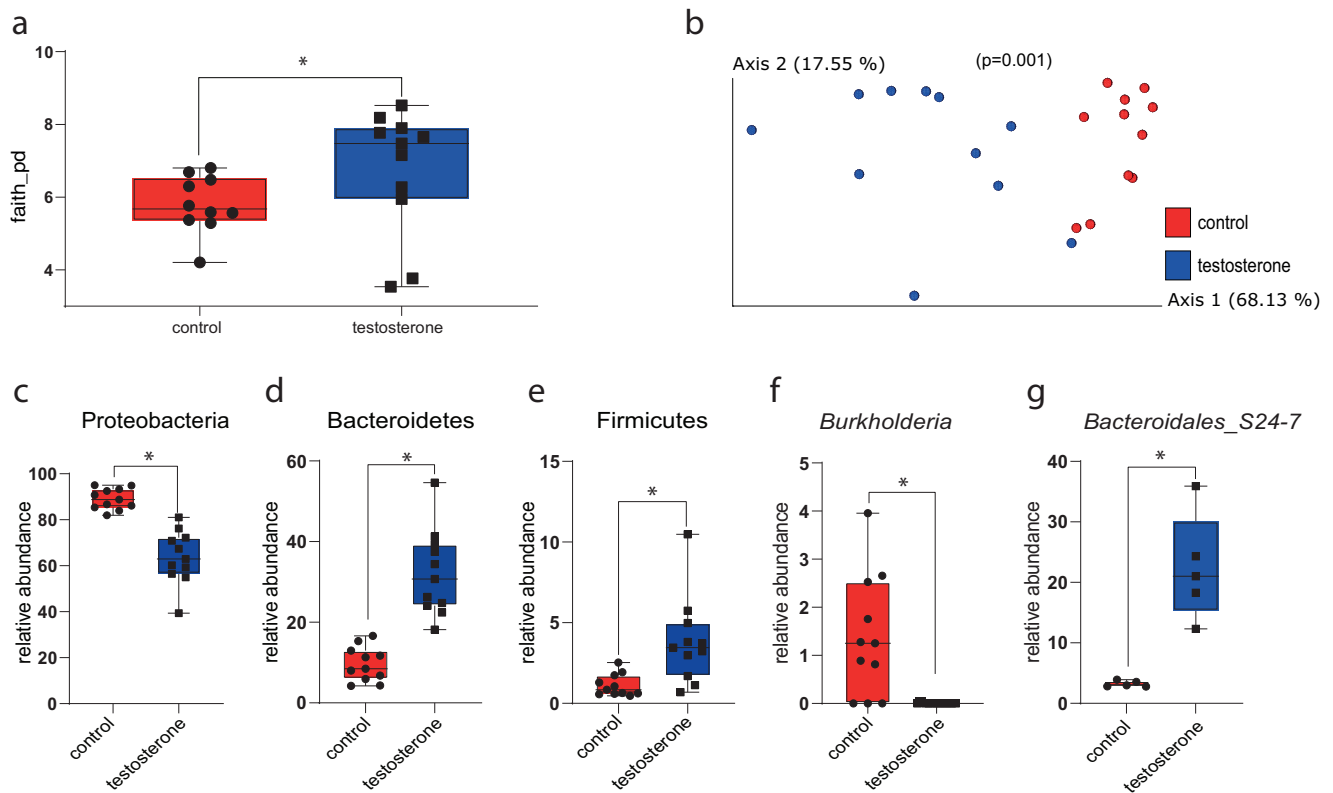 a
10
8
6
4
faith_pd
*
control
testosterone
b
Axis 2 (17.55 %)
(p=0.001)
control
testosterone
Axis 1 (68.13 %)
c
Proteobacteria
relative abundance
100
80
60
40
20
0
*
control
testosterone
d
Bacteroidetes
relative abundance
60
40
20
0
*
control
testosterone
e
Firmicutes
relative abundance
15
10
5
0
*
control
testosterone
f
Burkholderia
relative abundance
5
4
3
2
1
0
*
control
testosterone
g
Bacteroidales_S24-7
relative abundance
40
30
20
10
0
*
control
testosterone